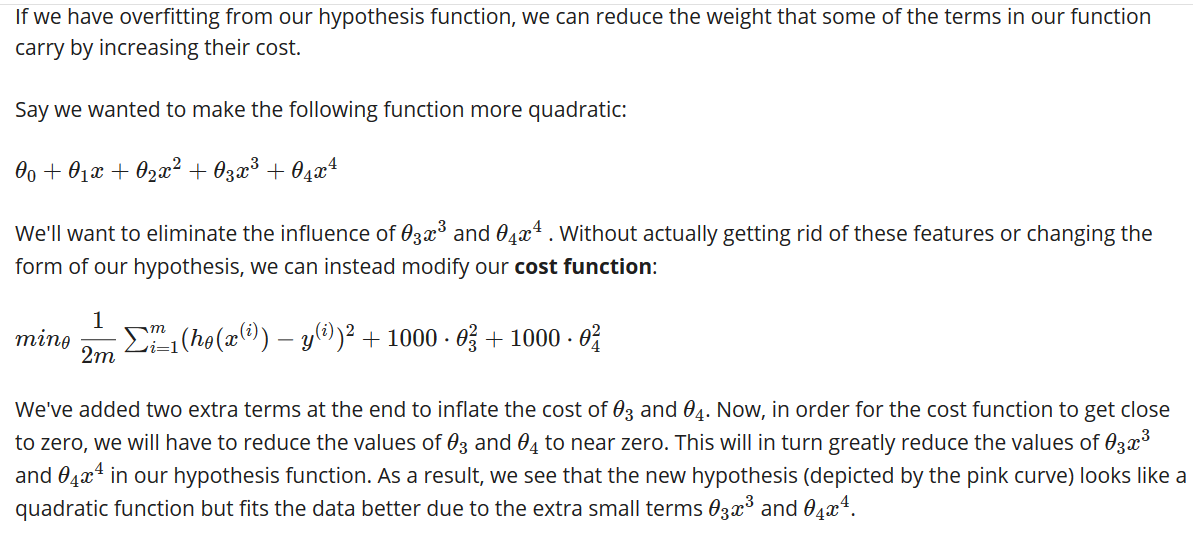 If we have overfitting from our hypothesis function, we can reduce the weight that some of the terms in our function
carry by increasing their cost.
Say we wanted to make the following function more quadratic:
θ₀ + θ₁x + θ₂x² + θ₃x³ + θ₄x⁴
We'll want to eliminate the influence of θ₃x³ and θ₄x⁴ . Without actually getting rid of these features or changing the
form of our hypothesis, we can instead modify our cost function:
min_θ 1/2m ∑ᵢ₌₁ᵐ (h_θ(x⁽ⁱ⁾) − y⁽ⁱ⁾)² + 1000 · θ₃² + 1000 · θ₄²
We've added two extra terms at the end to inflate the cost of θ₃ and θ₄. Now, in order for the cost function to get close
to zero, we will have to reduce the values of θ₃ and θ₄ to near zero. This will in turn greatly reduce the values of θ₃x³
and θ₄x⁴ in our hypothesis function. As a result, we see that the new hypothesis (depicted by the pink curve) looks like a
quadratic function but fits the data better due to the extra small terms θ₃x³ and θ₄x⁴.